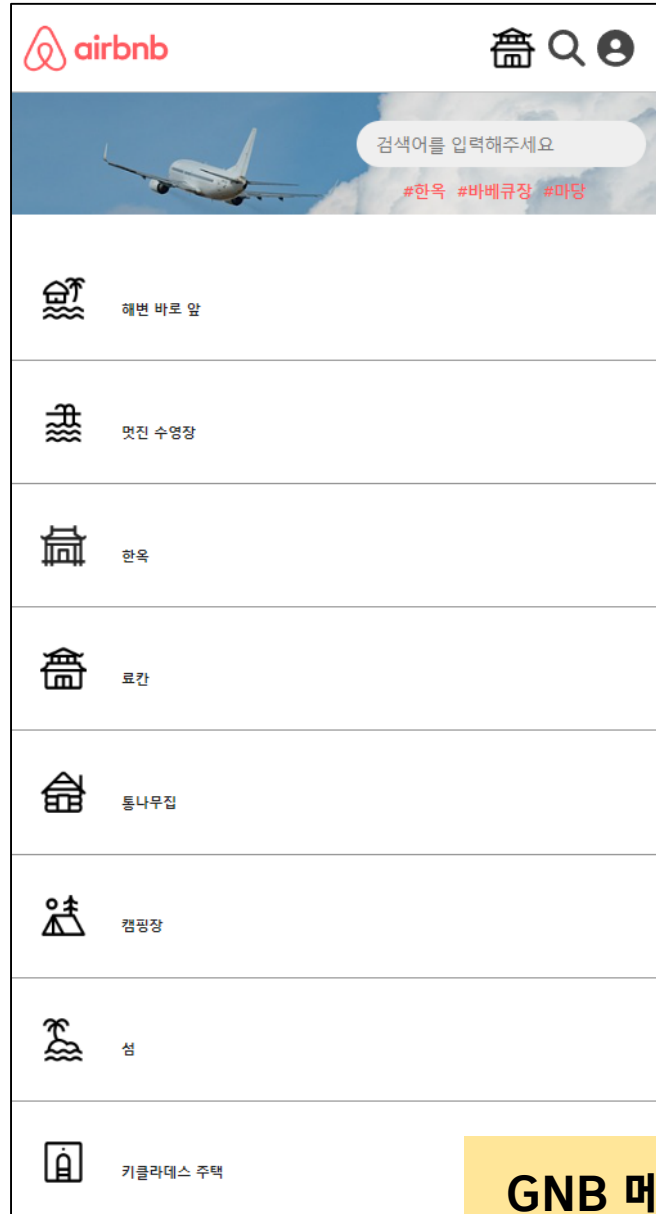 airbnb
검색어를 입력해주세요
#한옥 #바베큐장 #마당
해변 바로 앞
멋진 수영장
한옥
료칸
통나무집
캠핑장
섬
키클라데스 주택
GNB